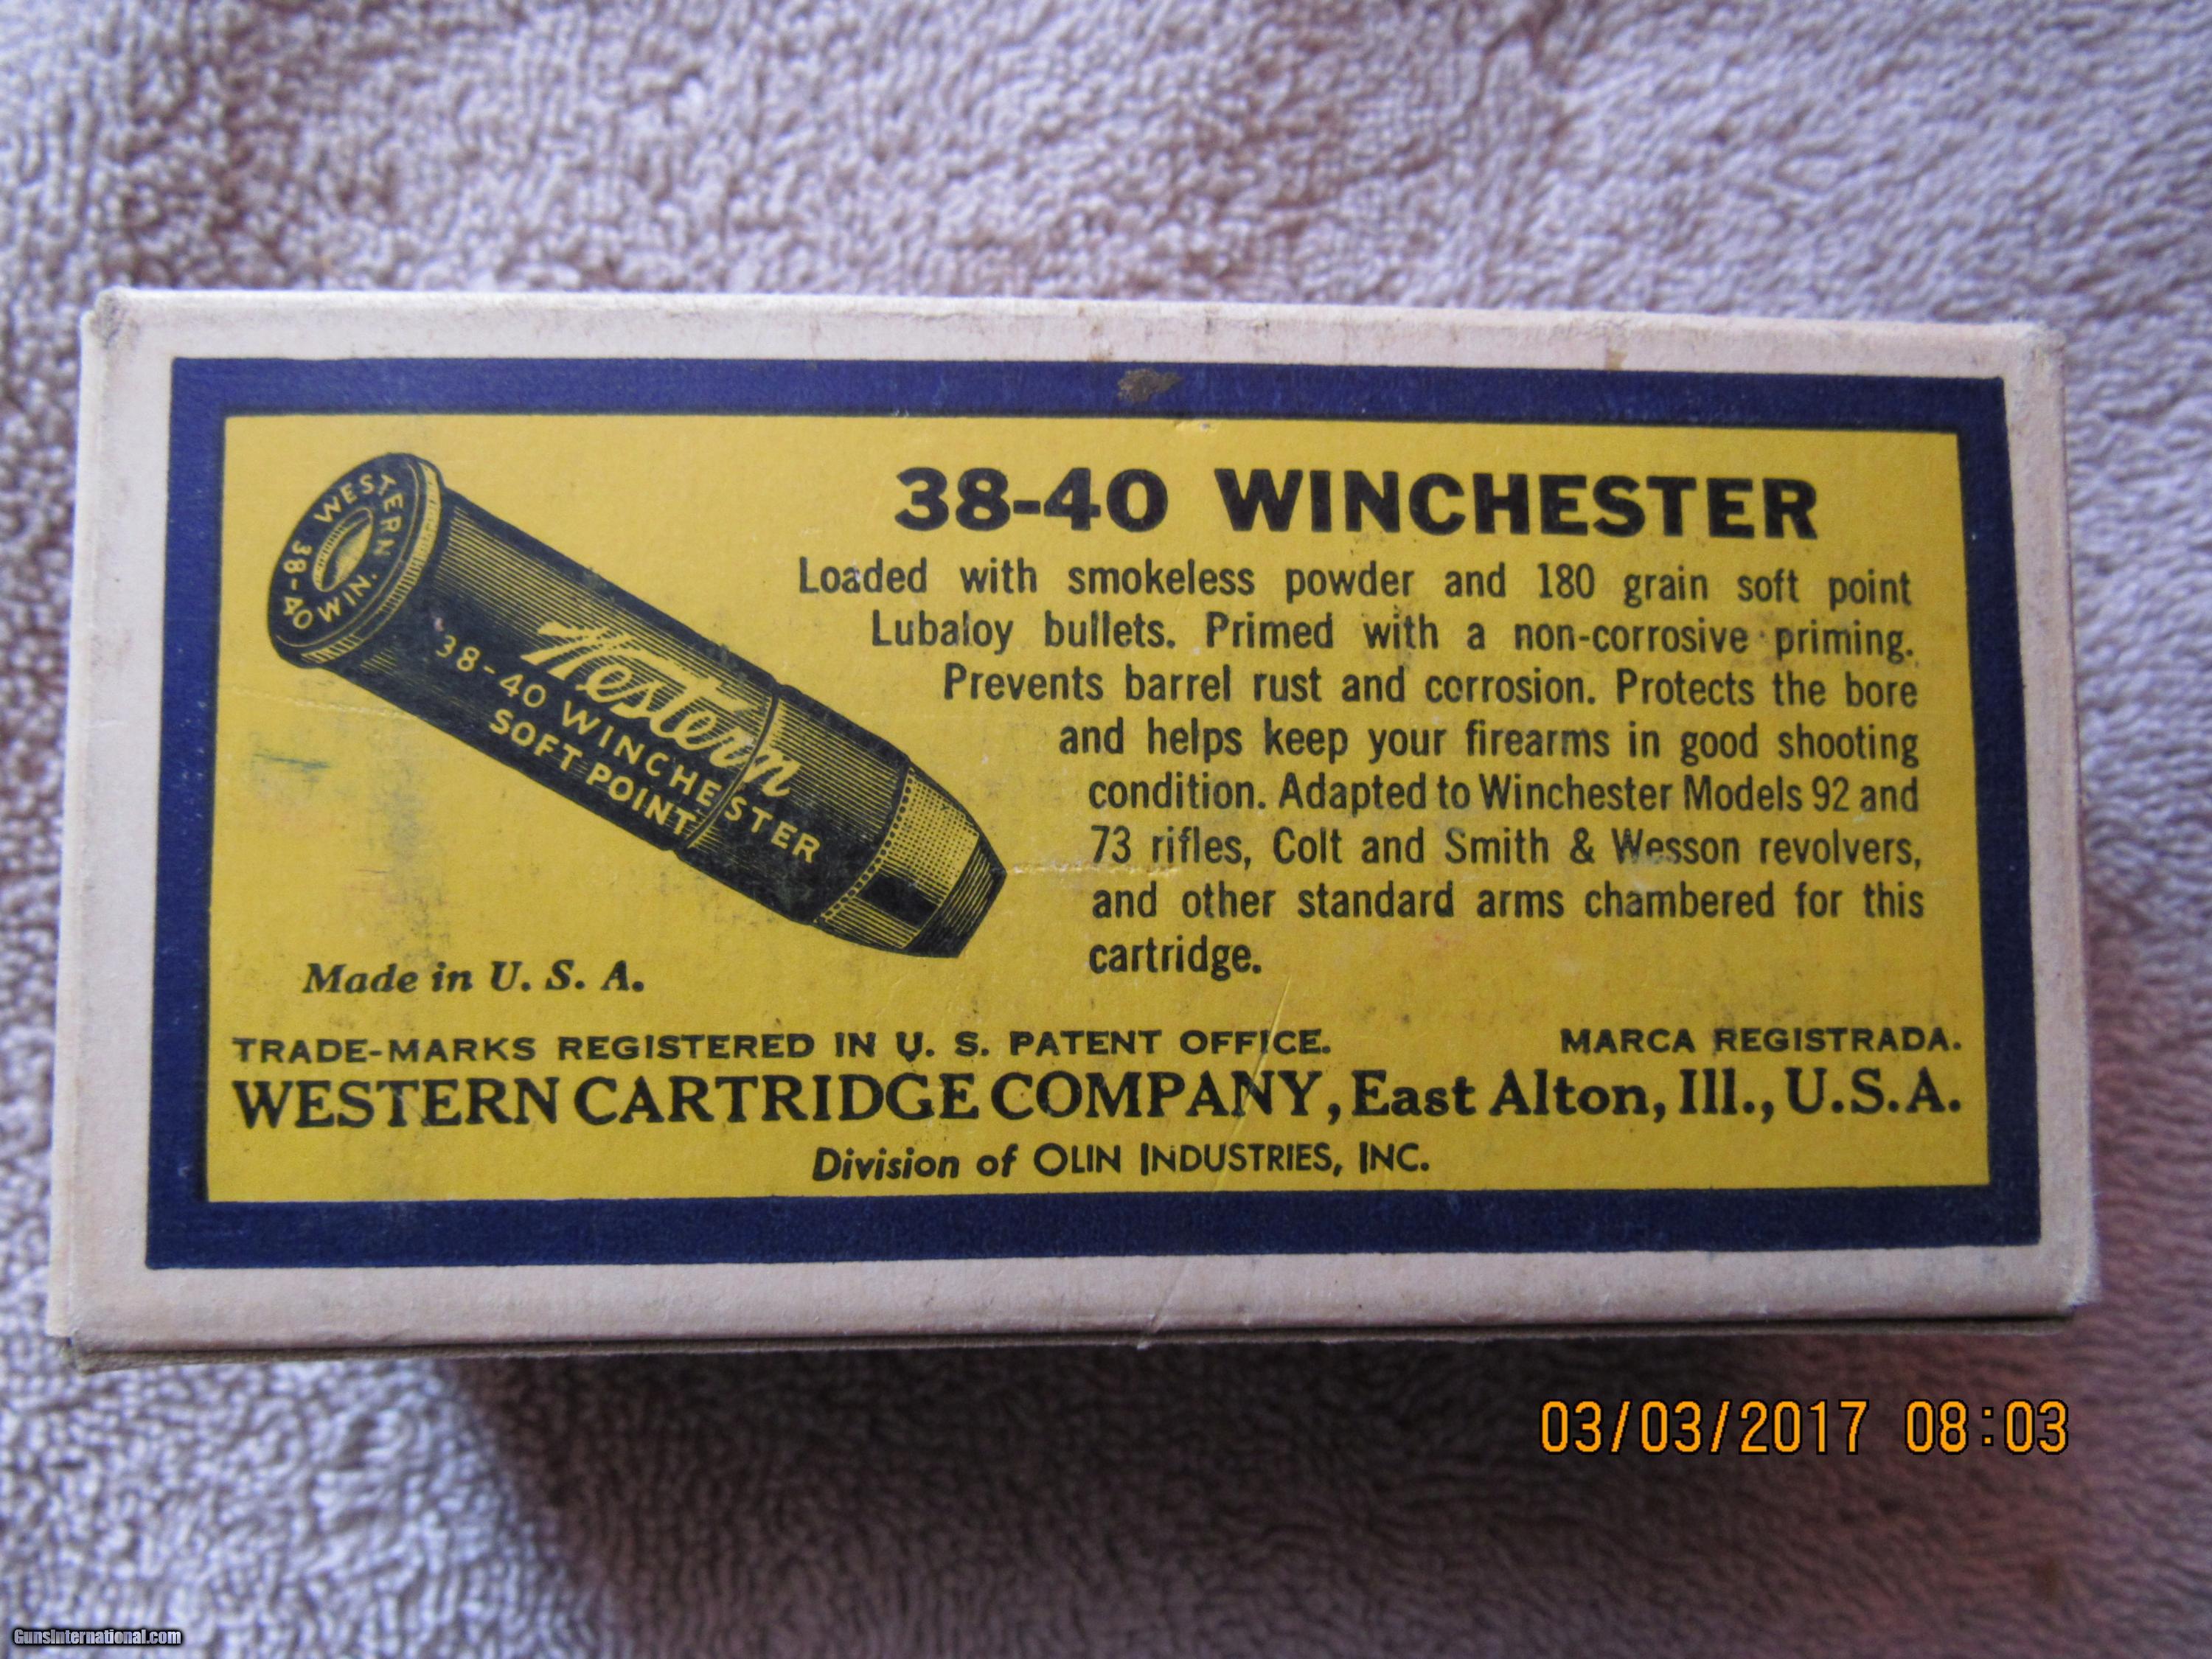 38-40 WINCHESTER
Loaded with smokeless powder and 180 grain soft point
Lubaloy bullets. Primed with a non-corrosive priming.
Prevents barrel rust and corrosion. Protects the bore
and helps keep your firearms in good shooting
condition. Adapted to Winchester Models 92 and
73 rifles, Colt and Smith & Wesson revolvers,
and other standard arms chambered for this
cartridge.
WESTERN
38-40 WIN.
Western
38-40 WINCHESTER
SOFT POINT
Made in U. S. A.
TRADE-MARKS REGISTERED IN U. S. PATENT OFFICE. MARCA REGISTRADA.
WESTERN CARTRIDGE COMPANY, East Alton, Ill., U.S.A.
Division of OLIN INDUSTRIES, INC.
03/03/2017 08:03
GunsInternational.com